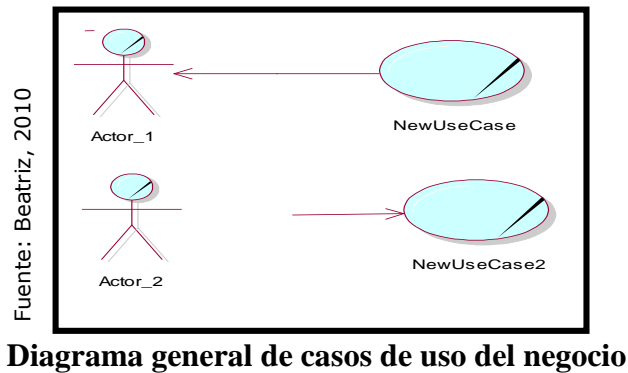 Actor_1
NewUseCase
Actor_2
NewUseCase2
Fuente: Beatriz, 2010
Diagrama general de casos de uso del negocio